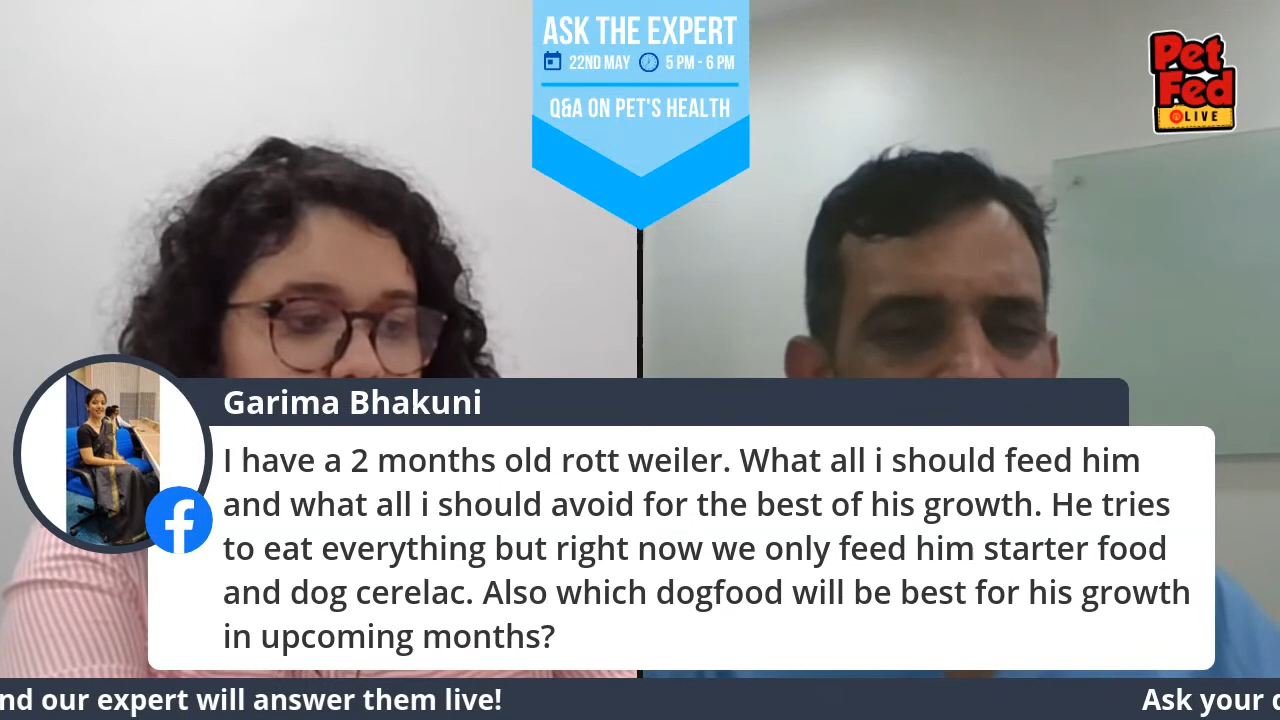 ASK THE EXPERT
22ND MAY 5 PM - 6 PM
Q&A ON PET'S HEALTH
Pet
Fed
LIVE
Garima Bhakuni
I have a 2 months old rott weiler. What all i should feed him
and what all i should avoid for the best of his growth. He tries
to eat everything but right now we only feed him starter food
and dog cerelac. Also which dogfood will be best for his growth
in upcoming months?
nd our expert will answer them live!
Ask your